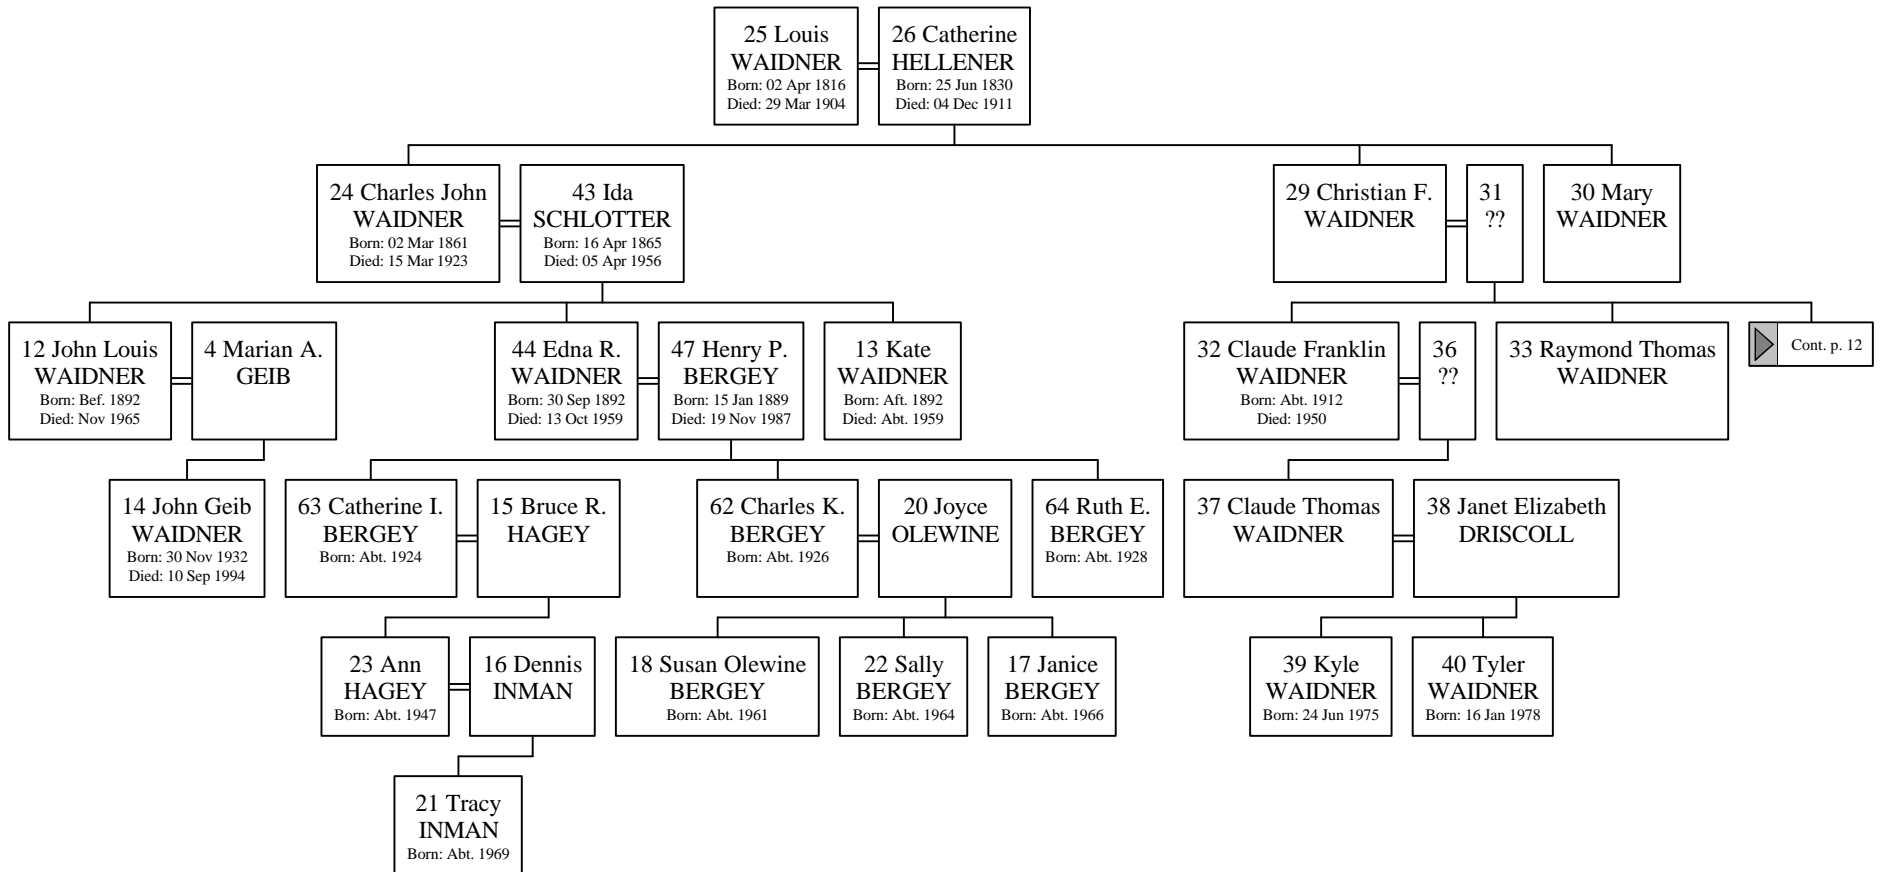 25 Louis
WAIDNER
Born: 02 Apr 1816
Died: 29 Mar 1904
26 Catherine
HELLENER
Born: 25 Jun 1830
Died: 04 Dec 1911
24 Charles John
WAIDNER
Born: 02 Mar 1861
Died: 15 Mar 1923
43 Ida
SCHLOTTER
Born: 16 Apr 1865
Died: 05 Apr 1956
29 Christian F.
WAIDNER
31
??
30 Mary
WAIDNER
12 John Louis
WAIDNER
Born: Bef. 1892
Died: Nov 1965
4 Marian A.
GEIB
44 Edna R.
WAIDNER
Born: 30 Sep 1892
Died: 13 Oct 1959
47 Henry P.
BERGEY
Born: 15 Jan 1889
Died: 19 Nov 1987
13 Kate
WAIDNER
Born: Aft. 1892
Died: Abt. 1959
32 Claude Franklin
WAIDNER
Born: Abt. 1912
Died: 1950
36
??
33 Raymond Thomas
WAIDNER
Cont. p. 12
14 John Geib
WAIDNER
Born: 30 Nov 1932
Died: 10 Sep 1994
63 Catherine I.
BERGEY
Born: Abt. 1924
15 Bruce R.
HAGEY
62 Charles K.
BERGEY
Born: Abt. 1926
20 Joyce
OLEWINE
64 Ruth E.
BERGEY
Born: Abt. 1928
37 Claude Thomas
WAIDNER
38 Janet Elizabeth
DRISCOLL
23 Ann
HAGEY
Born: Abt. 1947
16 Dennis
INMAN
18 Susan Olewine
BERGEY
Born: Abt. 1961
22 Sally
BERGEY
Born: Abt. 1964
17 Janice
BERGEY
Born: Abt. 1966
39 Kyle
WAIDNER
Born: 24 Jun 1975
40 Tyler
WAIDNER
Born: 16 Jan 1978
21 Tracy
INMAN
Born: Abt. 1969